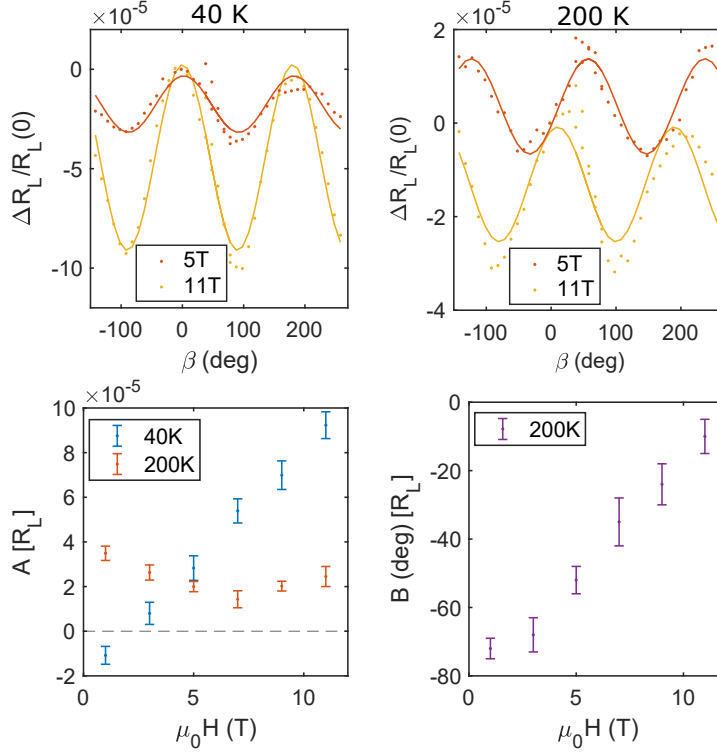 ×10⁻⁵
40 K
0
-5
-10
ΔR_L/R_L(0)
-100
0
100
200
β (deg)
5T
11T
×10⁻⁵
200 K
2
0
-2
-4
ΔR_L/R_L(0)
-100
0
100
200
β (deg)
5T
11T
×10⁻⁵
10
8
6
4
2
0
-2
A [R_L]
0
5
10
μ₀H (T)
40K
200K
0
-20
-40
-60
-80
B (deg) [R_L]
0
5
10
μ₀H (T)
200K